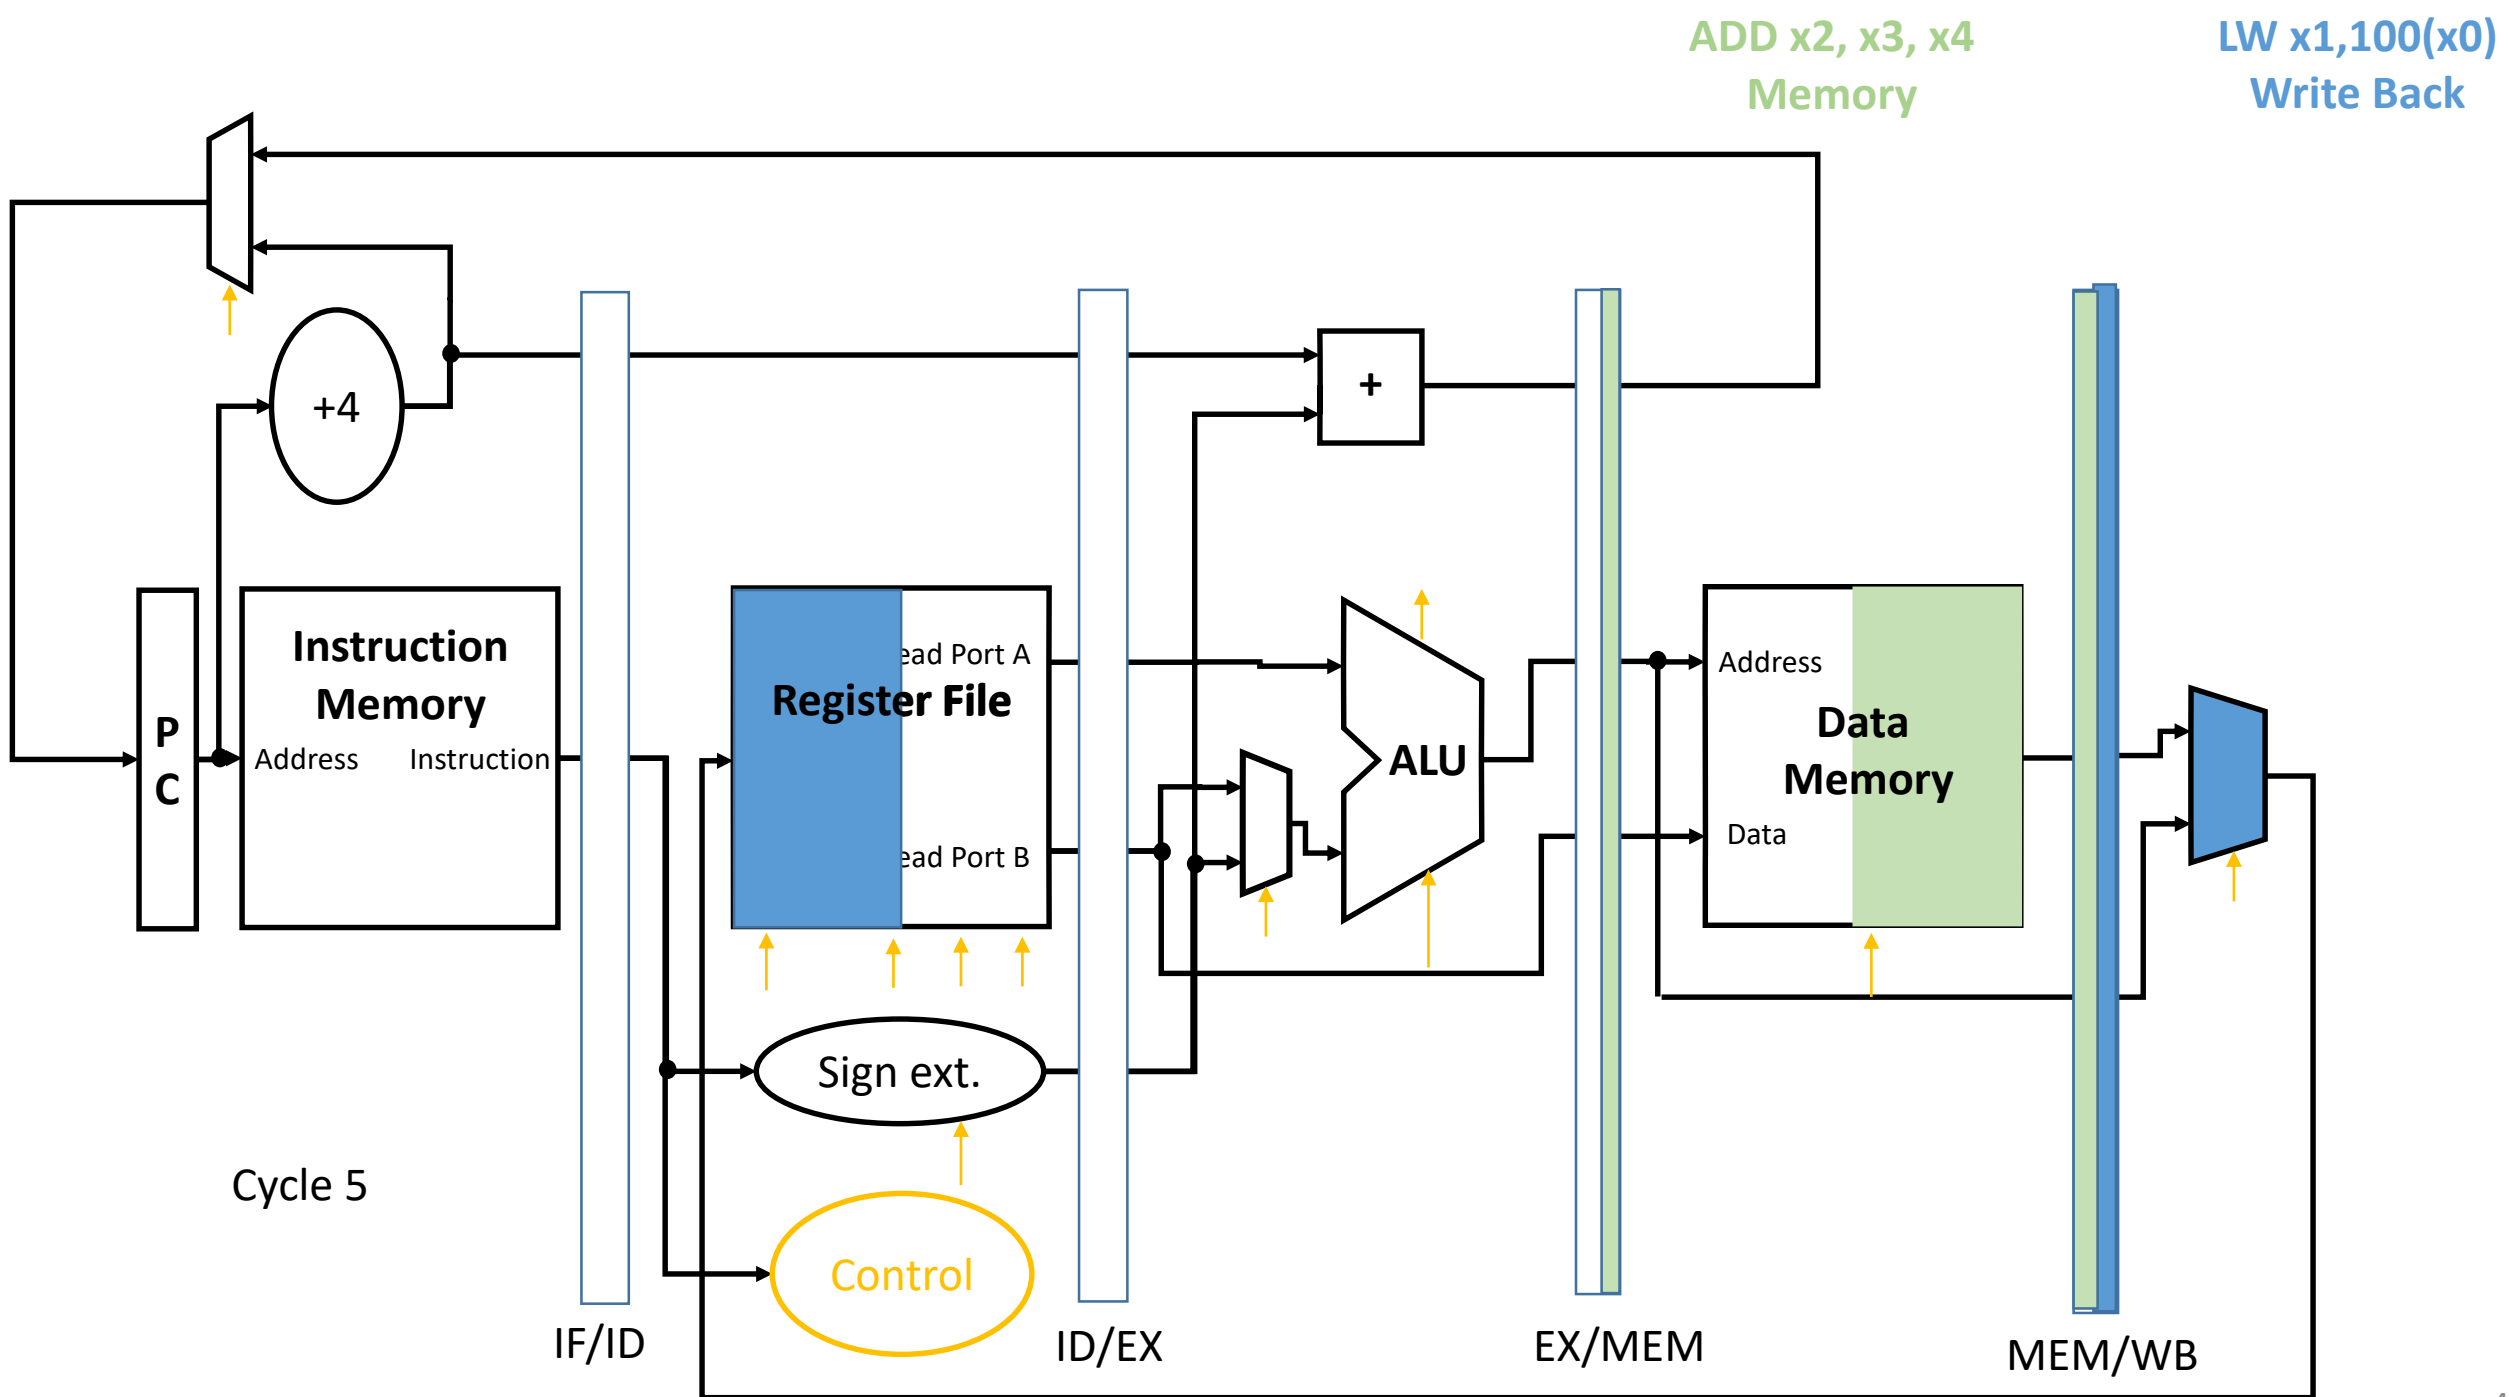 ADD x2, x3, x4
Memory
LW x1,100(x0)
Write Back
+4
+
P
C
Instruction
Memory
Address
Instruction
ead Port A
Register File
ead Port B
ALU
Address
Data
Memory
Data
Sign ext.
Cycle 5
Control
IF/ID
ID/EX
EX/MEM
MEM/WB